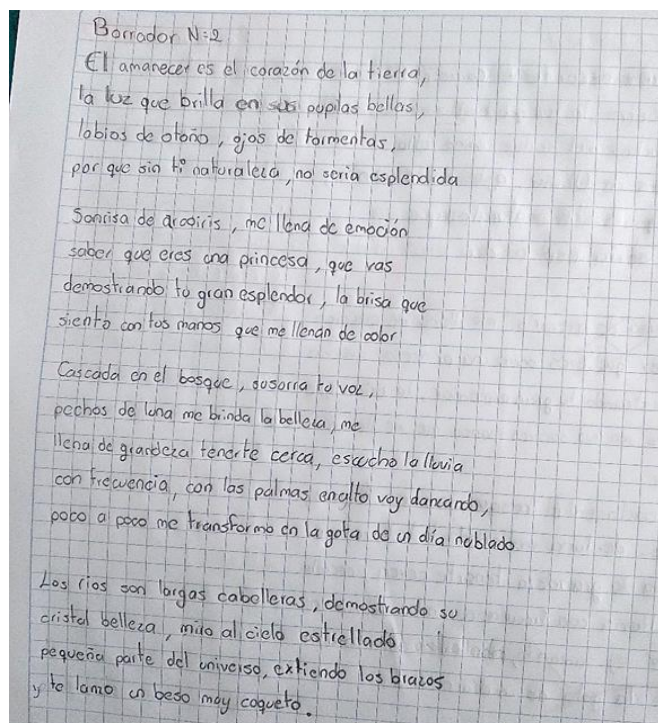 Borrador N:2
El amanecer es el corazón de la tierra,
la luz que brilla en sus pupilas bellas,
labios de otoño, ojos de tormentas,
por que sin ti naturaleza, no seria esplendida
Sonrisa de arcoiris, me llena de emoción
saber que eres una princesa, que vas
demostrando tu gran esplendor, la brisa que
siento con tus manos que me llenan de color
Cascada en el bosque, susurra tu voz,
pechos de luna me brinda la belleza, me
llena de grandeza tenerte cerca, escucho la lluvia
con frecuencia, con las palmas en alto voy danzando,
poco a poco me transformo en la gota de un día nublado
Los rios son largas cabelleras, demostrando su
cristal belleza, miro al cielo estrellado
pequeña parte del universo, extiendo los brazos
y te lanzo un beso muy coqueto.